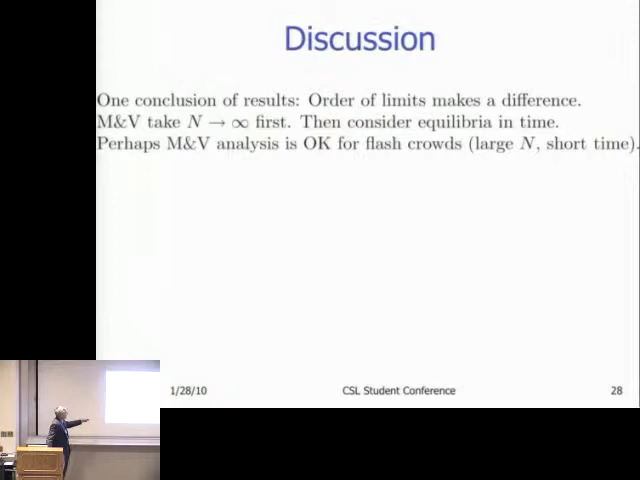 Discussion
One conclusion of results: Order of limits makes a difference.
M&V take N → ∞ first. Then consider equilibria in time.
Perhaps M&V analysis is OK for flash crowds (large N, short time).
1/28/10 CSL Student Conference 28